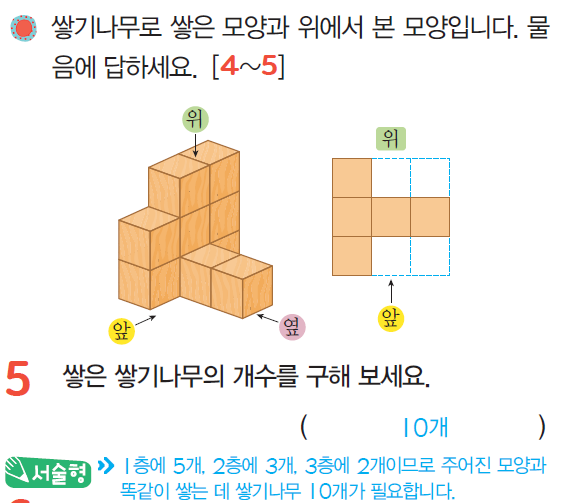 쌓기나무로 쌓은 모양과 위에서 본 모양입니다. 물
음에 답하세요. [4~5]
위
위
앞
옆
앞
5 쌓은 쌓기나무의 개수를 구해 보세요.
( 10개 )
서술형 1층에 5개, 2층에 3개, 3층에 2개이므로 주어진 모양과
똑같이 쌓는 데 쌓기나무 10개가 필요합니다.